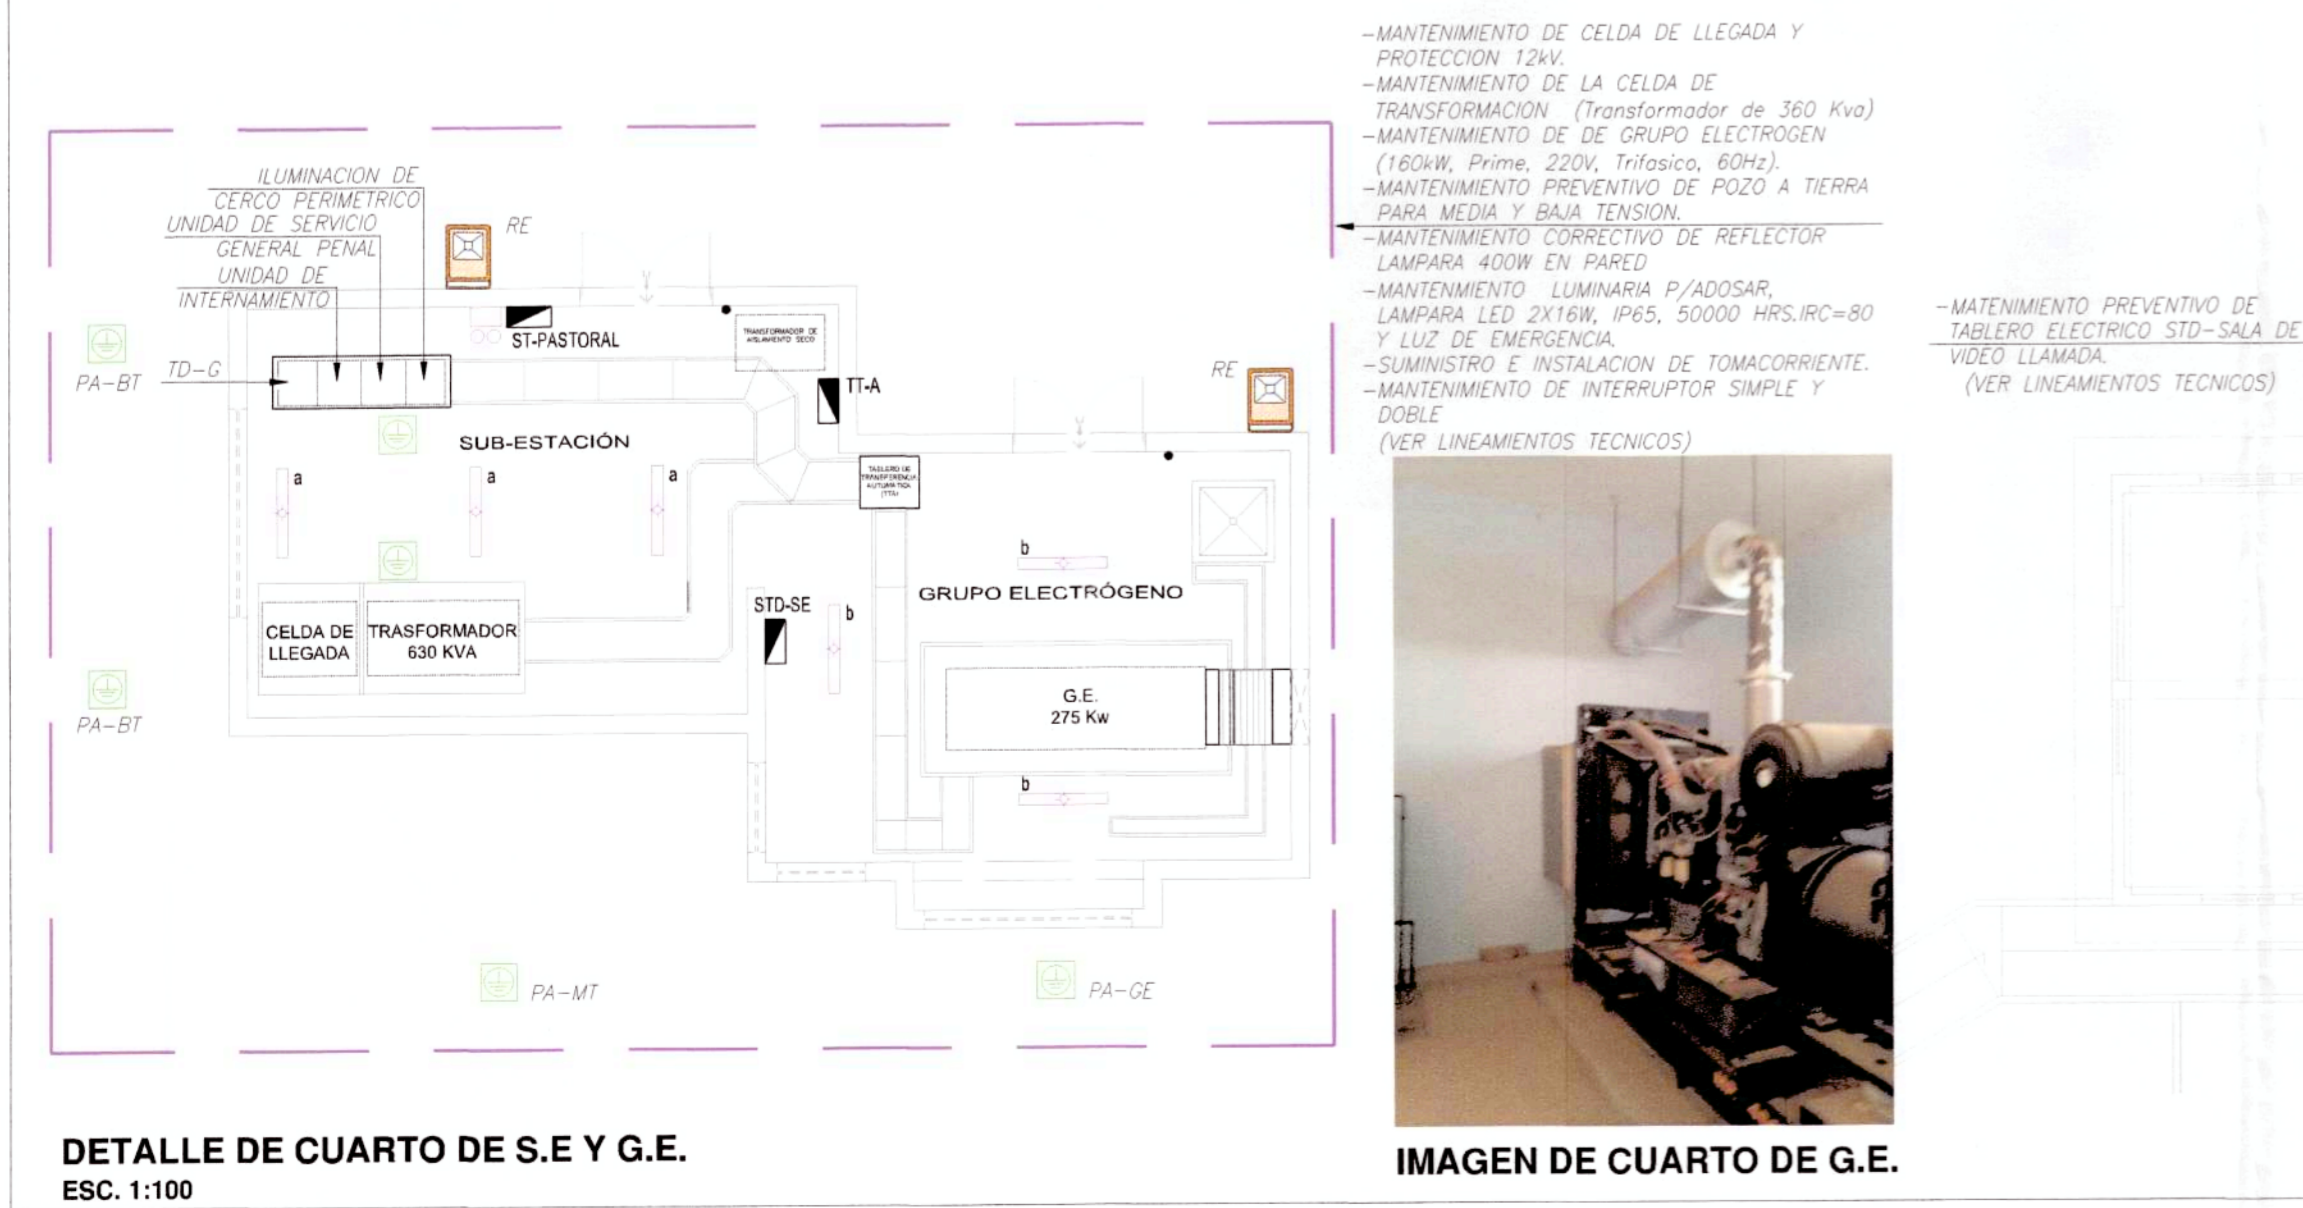 -MANTENIMIENTO DE CELDA DE LLEGADA Y
PROTECCION 12kV.
-MANTENIMIENTO DE LA CELDA DE
TRANSFORMACION (Transformador de 360 Kva)
-MANTENIMIENTO DE DE GRUPO ELECTROGEN
(160kW, Prime, 220V, Trifasico, 60Hz).
-MANTENIMIENTO PREVENTIVO DE POZO A TIERRA
PARA MEDIA Y BAJA TENSION.
-MANTENIMIENTO CORRECTIVO DE REFLECTOR
LAMPARA 400W EN PARED
-MANTENMIENTO LUMINARIA P/ADOSAR,
LAMPARA LED 2X16W, IP65, 50000 HRS.IRC=80
Y LUZ DE EMERGENCIA.
-SUMINISTRO E INSTALACION DE TOMACORRIENTE.
-MANTENIMIENTO DE INTERRUPTOR SIMPLE Y
DOBLE
(VER LINEAMIENTOS TECNICOS)
-MATENIMIENTO PREVENTIVO DE
TABLERO ELECTRICO STD-SALA DE
VIDEO LLAMADA.
(VER LINEAMIENTOS TECNICOS)
ILUMINACION DE
CERCO PERIMETRICO
UNIDAD DE SERVICIO
GENERAL PENAL
UNIDAD DE
INTERNAMIENTO
RE
ST-PASTORAL
TRANSFORMADOR DE
AISLAMIENTO SECO
PA-BT
TD-G
TT-A
RE
SUB-ESTACIÓN
TABLERO DE
TRANSFERENCIA
AUTOMATICA
(TTA)
a
a
a
b
GRUPO ELECTRÓGENO
STD-SE
b
CELDA DE
LLEGADA
TRASFORMADOR
630 KVA
PA-BT
G.E.
275 Kw
b
PA-MT
PA-GE
DETALLE DE CUARTO DE S.E Y G.E.
ESC. 1:100
IMAGEN DE CUARTO DE G.E.